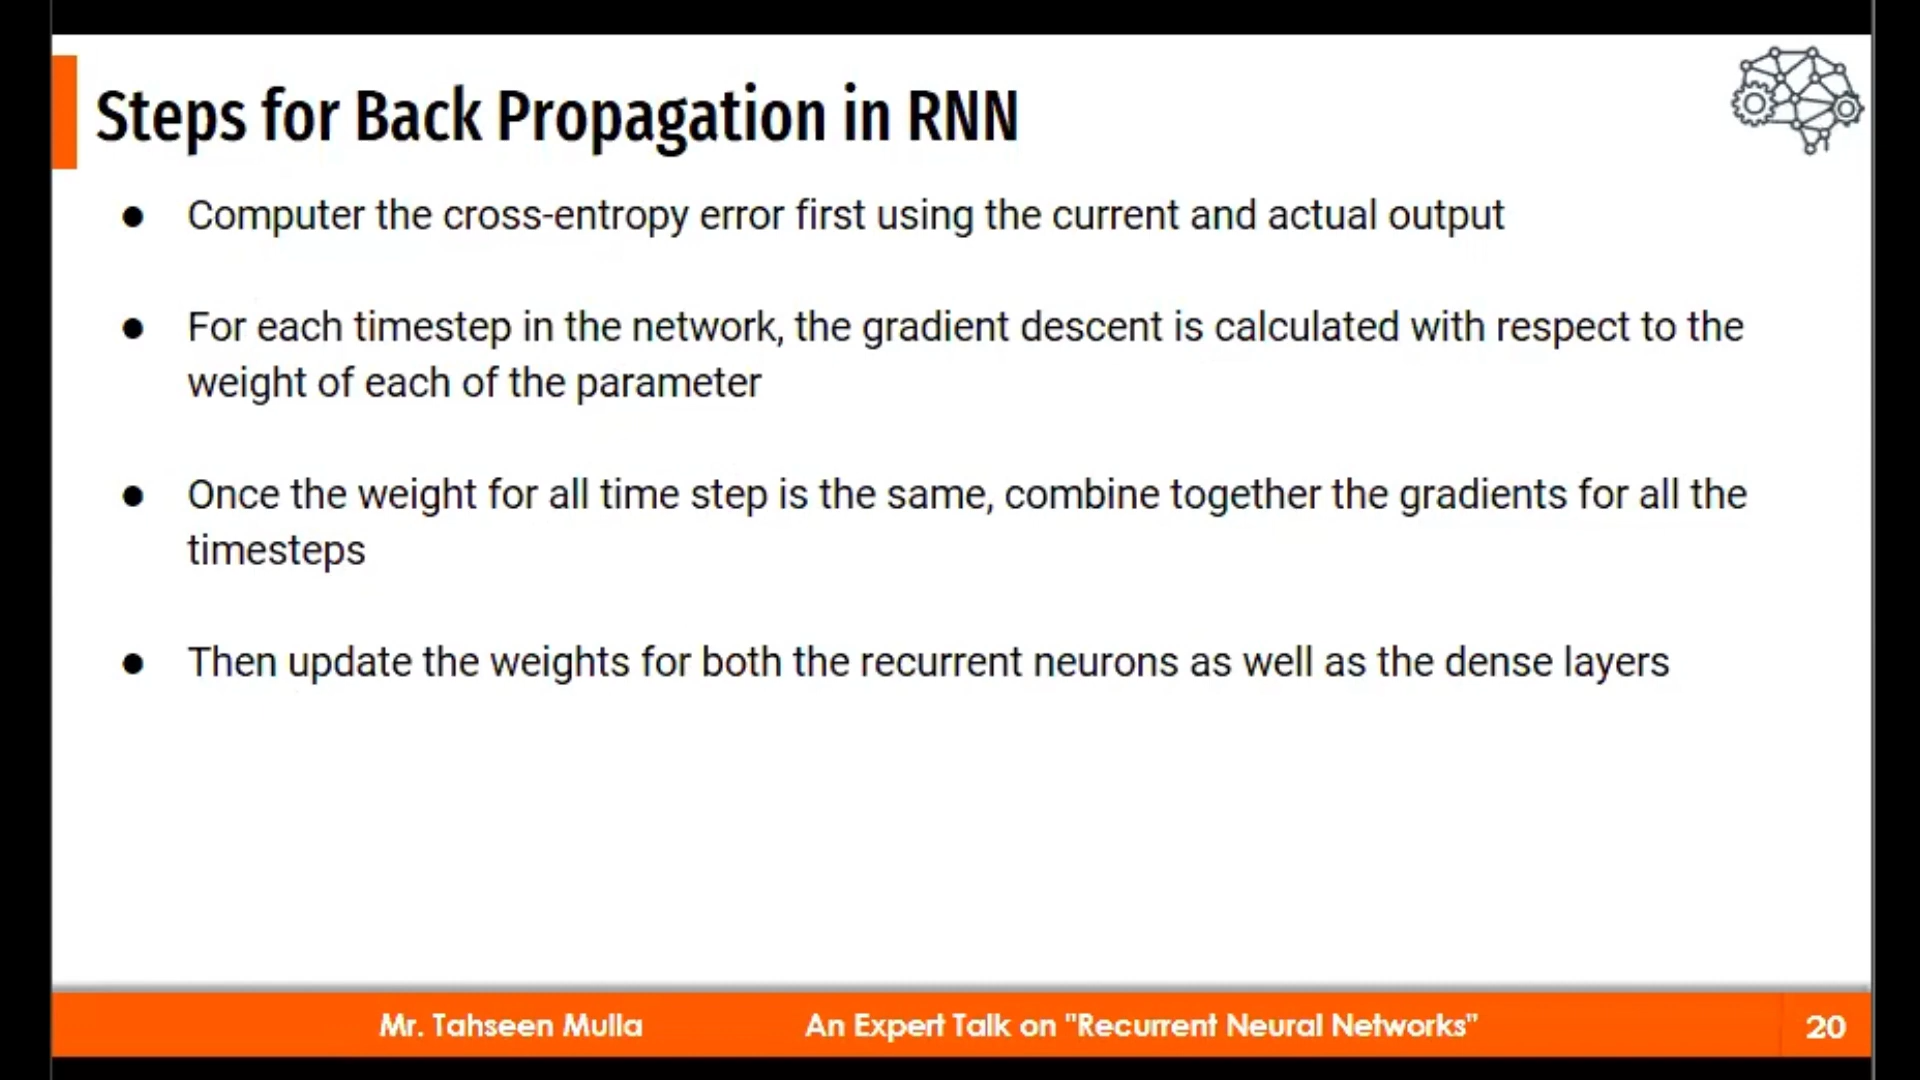 Steps for Back Propagation in RNN
● Computer the cross-entropy error first using the current and actual output
● For each timestep in the network, the gradient descent is calculated with respect to the
weight of each of the parameter
● Once the weight for all time step is the same, combine together the gradients for all the
timesteps
● Then update the weights for both the recurrent neurons as well as the dense layers
Mr. Tahseen Mulla An Expert Talk on "Recurrent Neural Networks" 20